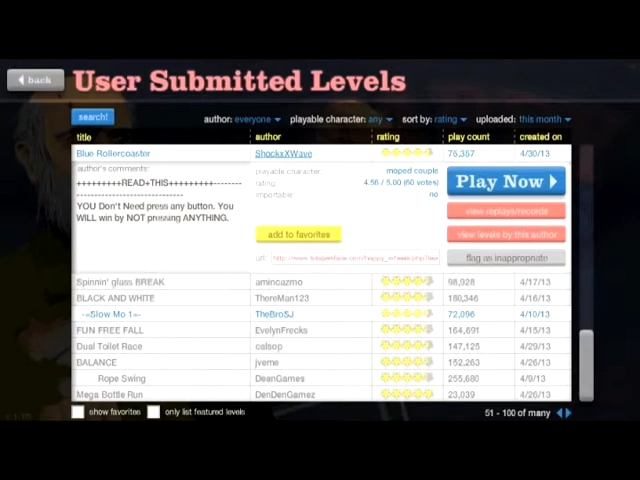 back
User Submitted Levels
search!
author: everyone playable character: any sort by: rating uploaded: this month
title author rating play count created on
Blue Rollercoaster ShockxXWave 75,357 4/30/13
author's comments:
+++++++++READ+THIS+++++++++--------
----------------------------
YOU Don't Need press any button. You
WILL win by NOT pressing ANYTHING.
playable character moped couple
rating 4.56 / 5.00 (60 votes)
importable no
Play Now
view replays/records
view levels by this author
add to favorites
flag as inappropriate
url:
Spinnin' glass BREAK amincazmo 98,928 4/17/13
BLACK AND WHITE ThereMan123 180,346 4/16/13
-=Slow Mo 1=- TheBroSJ 72,096 4/10/13
FUN FREE FALL EvelynFreoks 164,691 4/15/13
Dual Toilet Race calsop 147,125 4/29/13
BALANCE jveme 152,263 4/26/13
Rope Swing DeanGames 255,680 4/9/13
Mega Bottle Run DenDenGamez 23,039 4/26/13
show favorites only list featured levels 51 - 100 of many